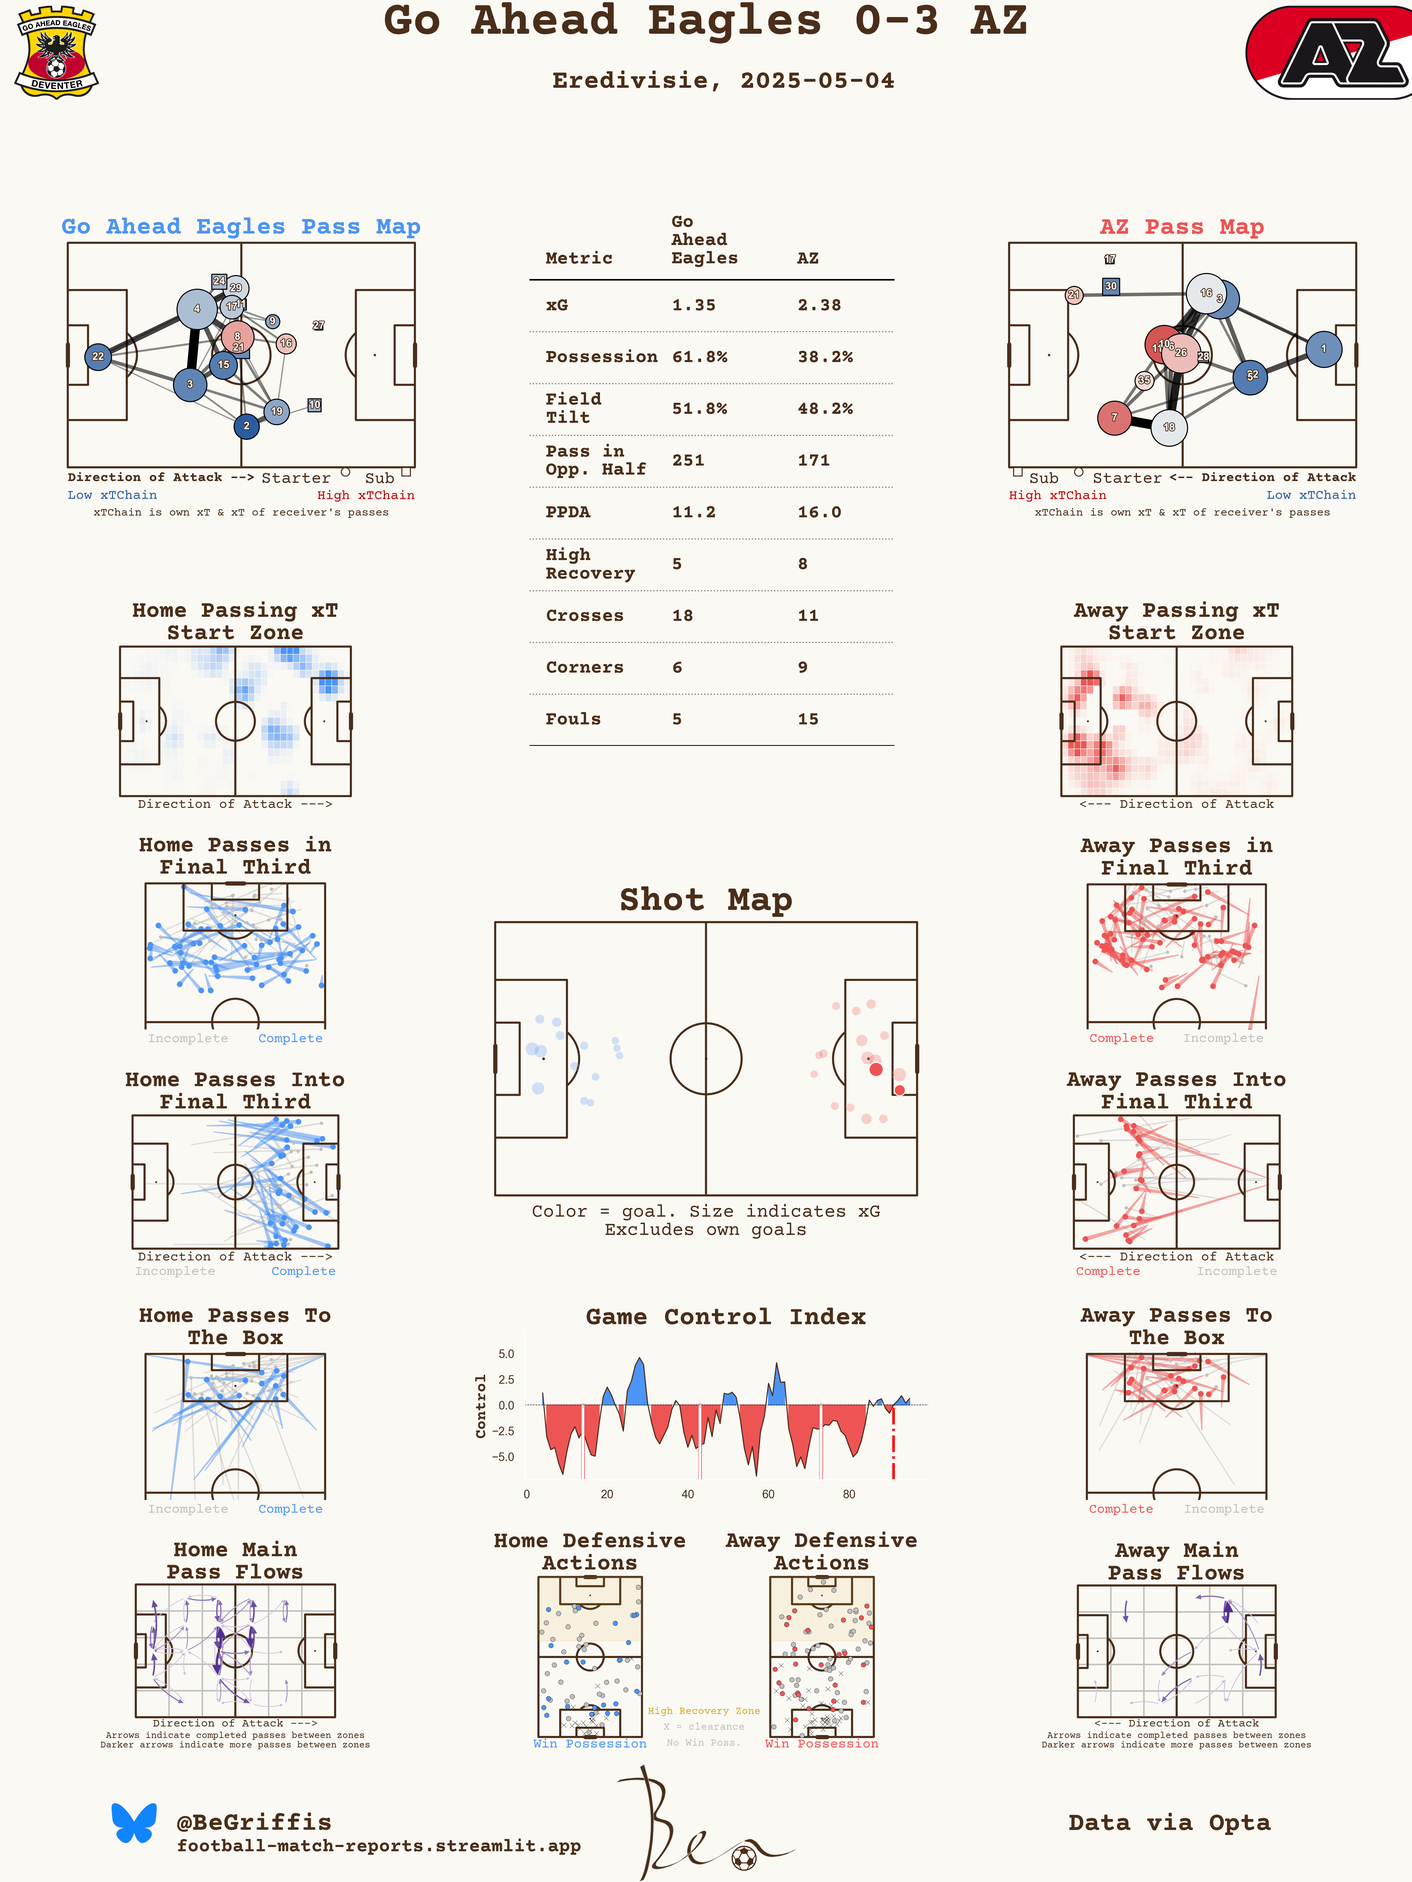 Go Ahead Eagles 0-3 AZ
Eredivisie, 2025-05-04
GO AHEAD EAGLES
DEVENTER
AZ
Go Ahead Eagles Pass Map
24
29
4
17
9
27
8
16
21
22
15
3
19
10
2
Direction of Attack --> Starter Sub
Low xTChain High xTChain
xTChain is own xT & xT of receiver's passes
Metric Go Ahead Eagles AZ
xG 1.35 2.38
Possession 61.8% 38.2%
Field Tilt 51.8% 48.2%
Pass in Opp. Half 251 171
PPDA 11.2 16.0
High Recovery 5 8
Crosses 18 11
Corners 6 9
Fouls 5 15
AZ Pass Map
17
30
21
16
3
10
26
28
1
35
5
7
18
Sub Starter <-- Direction of Attack
High xTChain Low xTChain
xTChain is own xT & xT of receiver's passes
Home Passing xT
Start Zone
Direction of Attack --->
Away Passing xT
Start Zone
<--- Direction of Attack
Home Passes in
Final Third
Incomplete Complete
Away Passes in
Final Third
Complete Incomplete
Shot Map
Color = goal. Size indicates xG
Excludes own goals
Home Passes Into
Final Third
Direction of Attack --->
Incomplete Complete
Away Passes Into
Final Third
<--- Direction of Attack
Complete Incomplete
Home Passes To
The Box
Incomplete Complete
Game Control Index
Control
5.0
2.5
0.0
−2.5
−5.0
0 20 40 60 80
Away Passes To
The Box
Complete Incomplete
Home Main
Pass Flows
Direction of Attack --->
Arrows indicate completed passes between zones
Darker arrows indicate more passes between zones
Home Defensive
Actions
Win Possession
High Recovery Zone
X = clearance
No Win Poss.
Away Defensive
Actions
Win Possession
Away Main
Pass Flows
<--- Direction of Attack
Arrows indicate completed passes between zones
Darker arrows indicate more passes between zones
@BeGriffis
football-match-reports.streamlit.app
Ben
Data via Opta